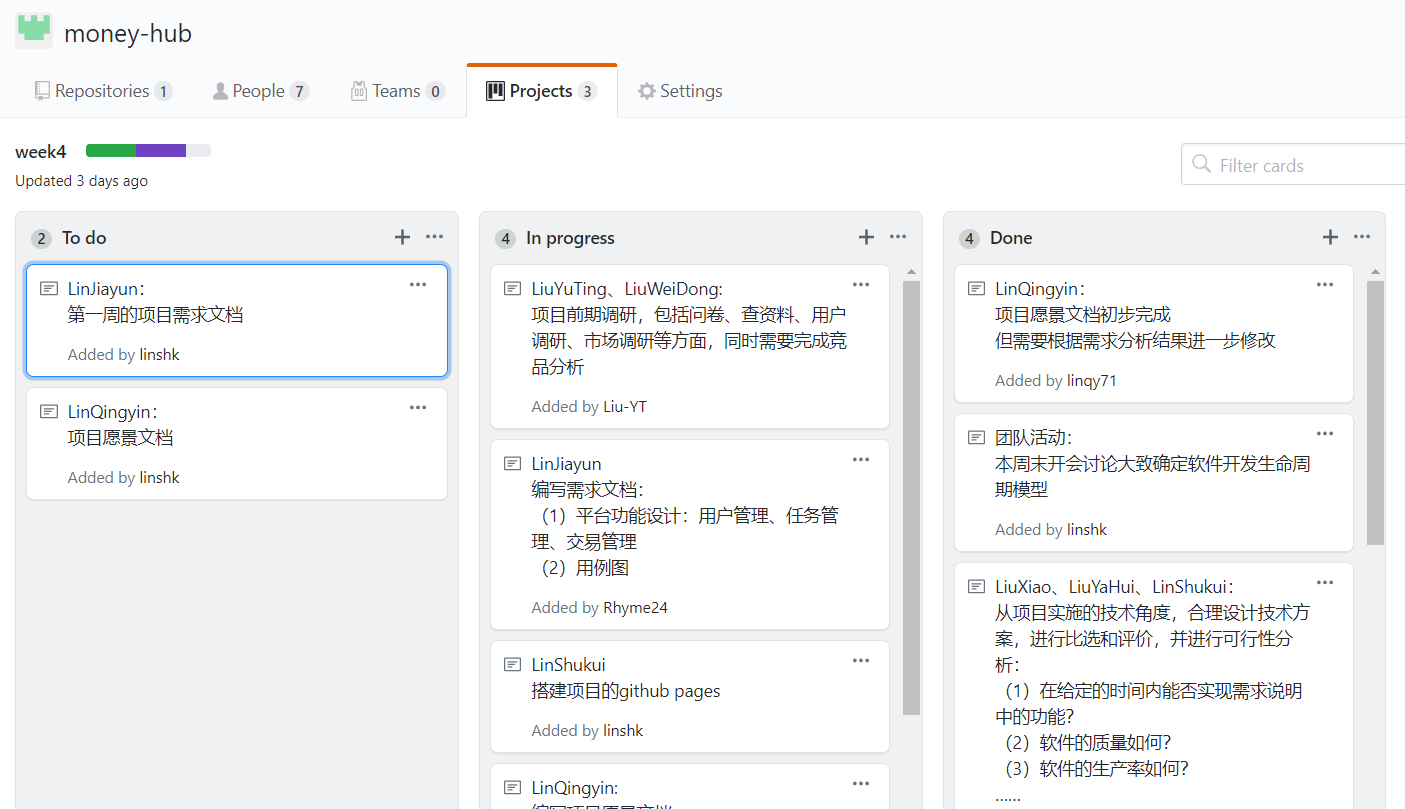 money-hub
Repositories 1
People 7
Teams 0
Projects 3
Settings
week4
Updated 3 days ago
Filter cards
2 To do
LinJiayun：
第一周的项目需求文档
Added by linshk
LinQingyin：
项目愿景文档
Added by linshk
4 In progress
LiuYuTing、LiuWeiDong:
项目前期调研，包括问卷、查资料、用户
调研、市场调研等方面，同时需要完成竞
品分析
Added by Liu-YT
LinJiayun
编写需求文档：
（1）平台功能设计：用户管理、任务管
理、交易管理
（2）用例图
Added by Rhyme24
LinShukui
搭建项目的github pages
Added by linshk
LinQingyin:
编写项目愿景文档
4 Done
LinQingyin：
项目愿景文档初步完成
但需要根据需求分析结果进一步修改
Added by linqy71
团队活动：
本周末开会讨论大致确定软件开发生命周
期模型
Added by linshk
LiuXiao、LiuYaHui、LinShukui：
从项目实施的技术角度，合理设计技术方
案，进行比选和评价，并进行可行性分
析：
（1）在给定的时间内能否实现需求说明
中的功能？
（2）软件的质量如何？
（3）软件的生产率如何？
......